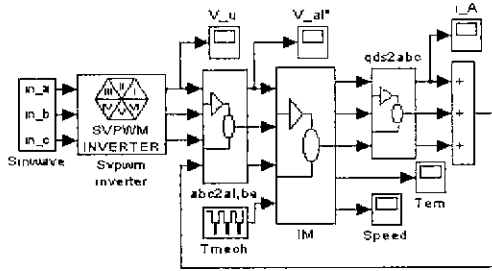 V_u
V_al*
i_A
qds2abc
in_a
in_b
in_c
Sinwave
SVPWM
INVERTER
Svpwm
inverter
abc2al,be
Tmech
IM
Speed
Tem
+
+
+